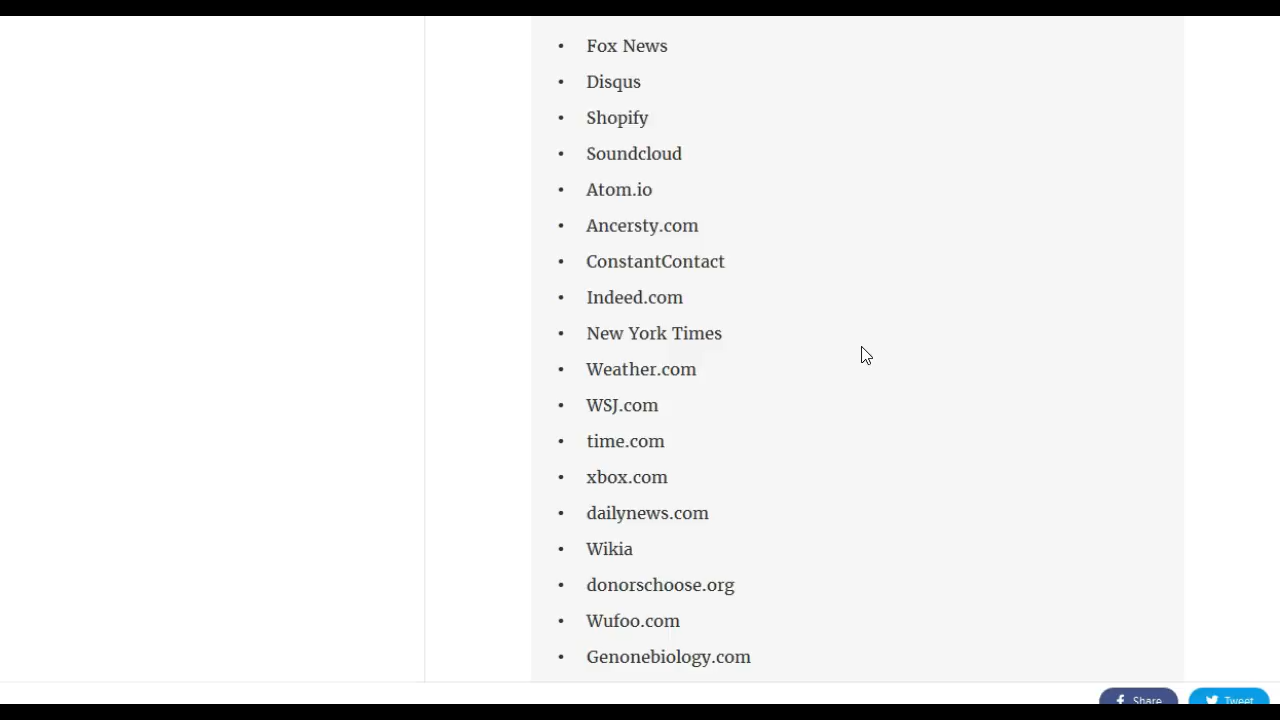 • Fox News
• Disqus
• Shopify
• Soundcloud
• Atom.io
• Ancersty.com
• ConstantContact
• Indeed.com
• New York Times
• Weather.com
• WSJ.com
• time.com
• xbox.com
• dailynews.com
• Wikia
• donorschoose.org
• Wufoo.com
• Genonebiology.com
Share Tweet